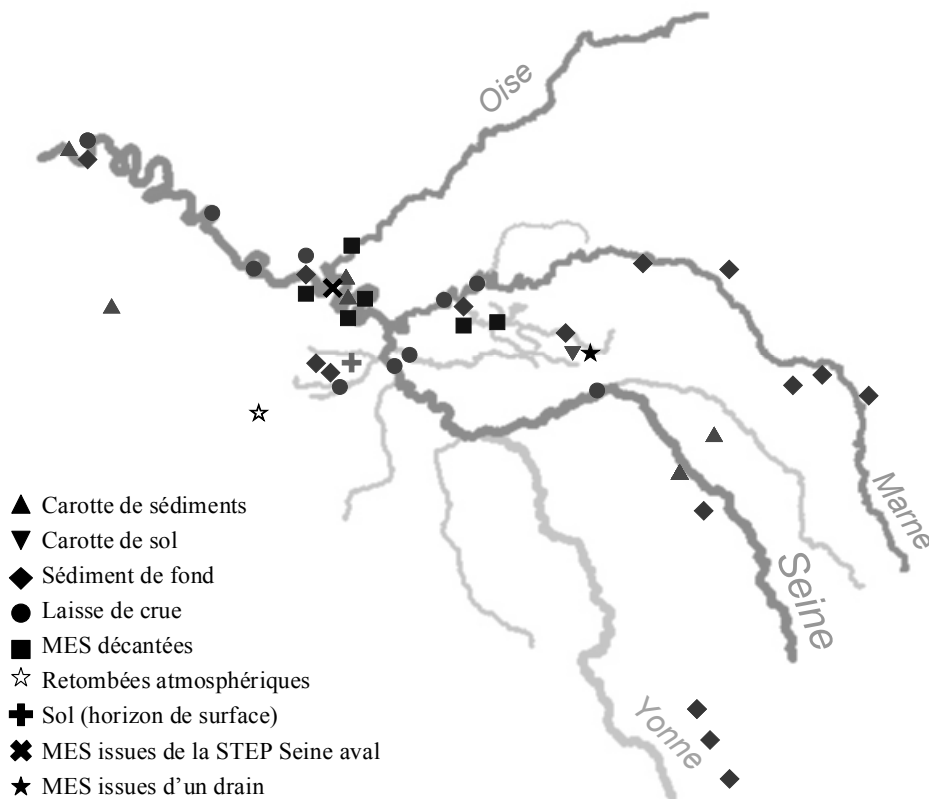 Oise
Marne
Seine
Yonne
Carotte de sédiments
Carotte de sol
Sédiment de fond
Laisse de crue
MES décantées
Retombées atmosphériques
Sol (horizon de surface)
MES issues de la STEP Seine aval
MES issues d'un drain